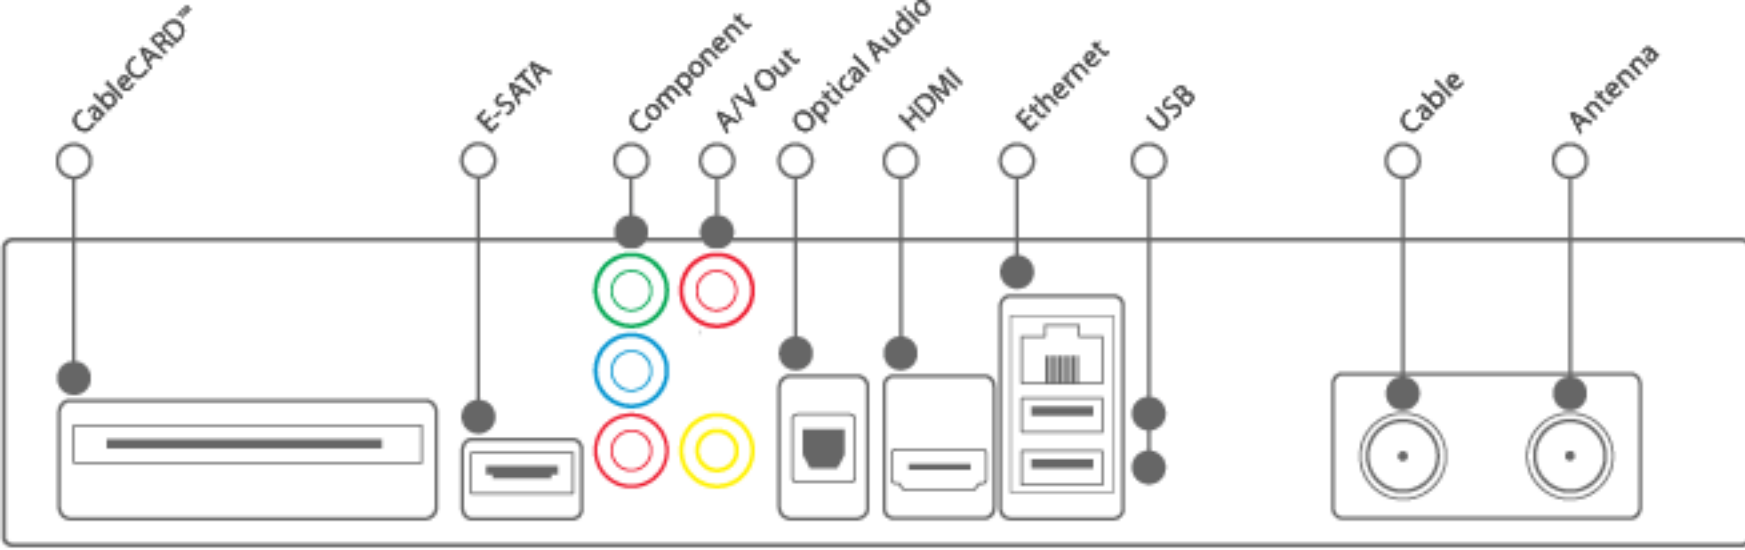 CableCARD™
E-SATA
Component
A/V Out
Optical Audio
HDMI
Ethernet
USB
Cable
Antenna